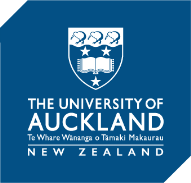 THE UNIVERSITY OF
AUCKLAND
Te Whare Wānanga o Tāmaki Makaurau
NEW ZEALAND